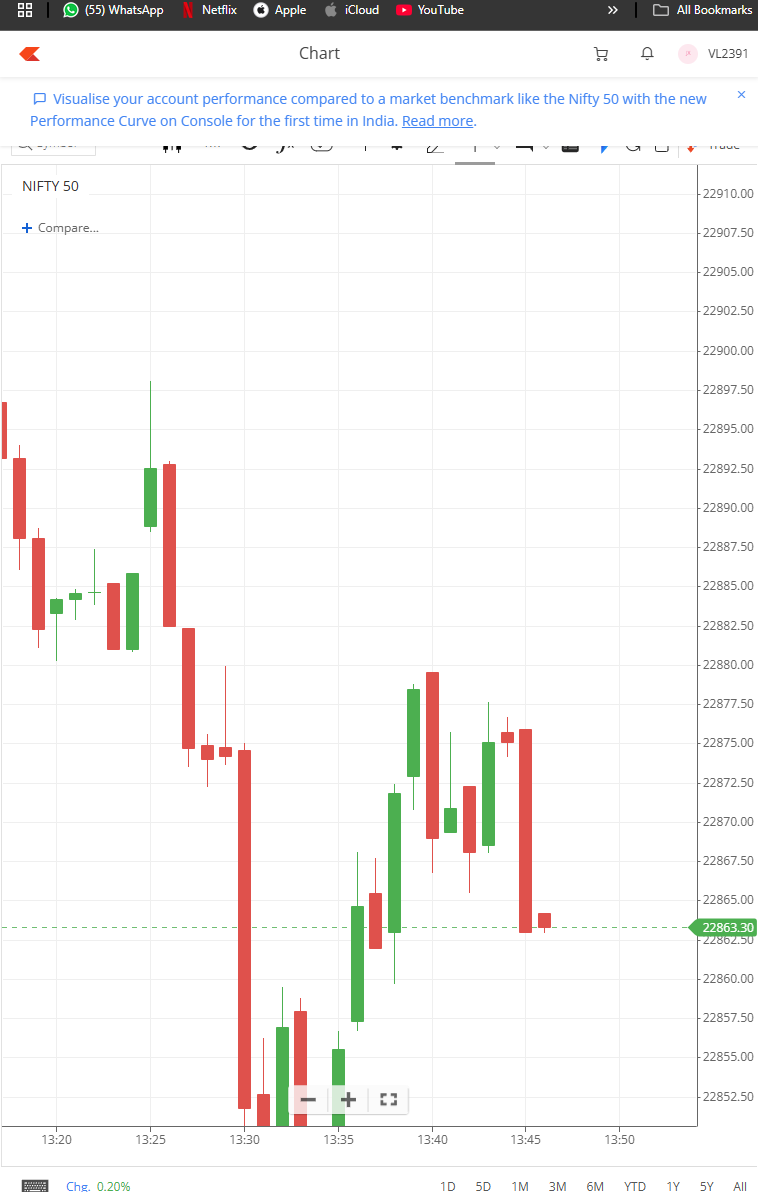 (55) WhatsApp
Netflix
Apple
iCloud
YouTube
»
All Bookmarks
Chart
VL2391
Visualise your account performance compared to a market benchmark like the Nifty 50 with the new
Performance Curve on Console for the first time in India. Read more.
×
NIFTY 50
+ Compare...
22910.00
22907.50
22905.00
22902.50
22900.00
22897.50
22895.00
22892.50
22890.00
22887.50
22885.00
22882.50
22880.00
22877.50
22875.00
22872.50
22870.00
22867.50
22865.00
22863.30
22862.50
22860.00
22857.50
22855.00
22852.50
13:20 13:25 13:30 13:35 13:40 13:45 13:50
Chg. 0.20%
1D 5D 1M 3M 6M YTD 1Y 5Y All